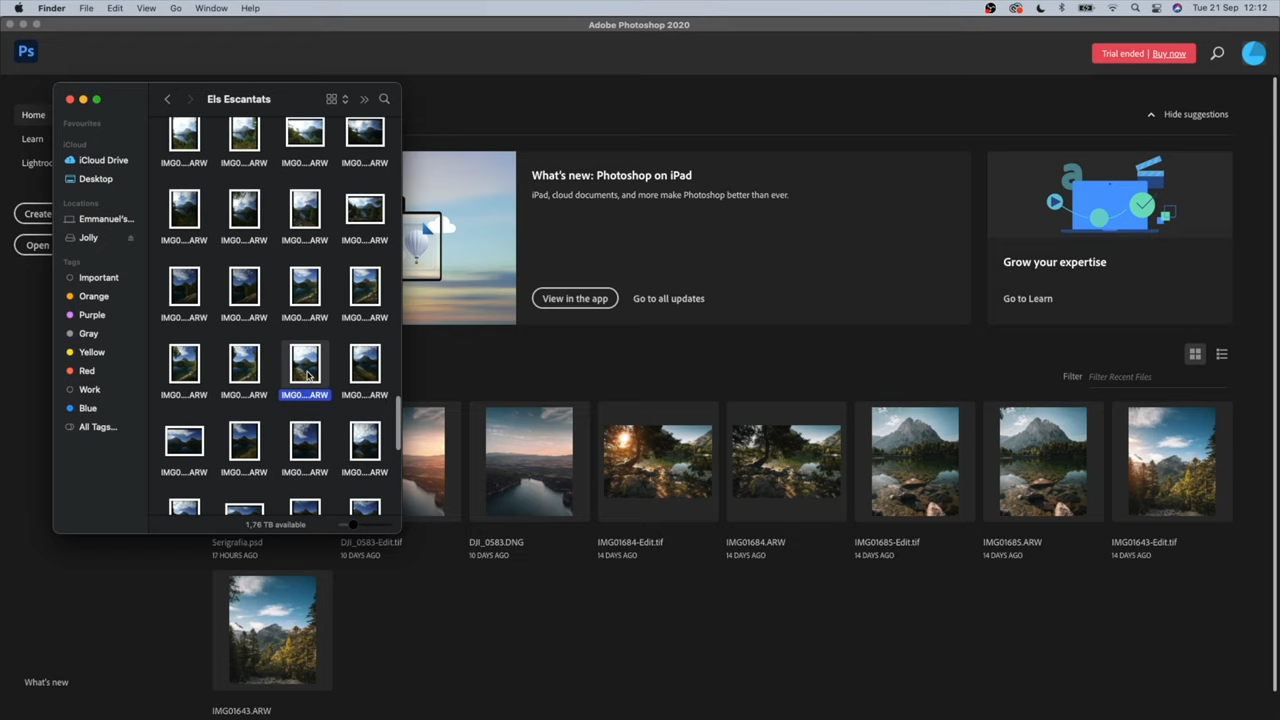 Finder File Edit View Go Window Help
Tue 21 Sep 12:12
Adobe Photoshop 2020
Ps
Trial ended | Buy now
Home
Learn
Lightro
Create
Open
What's new
Els Escantats
Favourites
iCloud
iCloud Drive
Desktop
Locations
Emmanuel's...
Jolly
Tags
Important
Orange
Purple
Gray
Yellow
Red
Work
Blue
All Tags...
IMG0....ARW IMG0....ARW IMG0....ARW IMG0....ARW
IMG0....ARW IMG0....ARW IMG0....ARW IMG0....ARW
IMG0....ARW IMG0....ARW IMG0....ARW IMG0....ARW
IMG0....ARW IMG0....ARW IMG0....ARW IMG0....ARW
IMG0....ARW IMG0....ARW IMG0....ARW IMG0....ARW
1,76 TB available
Hide suggestions
What's new: Photoshop on iPad
iPad, cloud documents, and more make Photoshop better than ever.
View in the app
Go to all updates
Grow your expertise
Go to Learn
Filter Filter Recent Files
Serigrafia.psd
17 HOURS AGO
DJI_0583-Edit.tif
10 DAYS AGO
DJI_0583.DNG
10 DAYS AGO
IMG01684-Edit.tif
14 DAYS AGO
IMG01684.ARW
14 DAYS AGO
IMG01685-Edit.tif
14 DAYS AGO
IMG01685.ARW
14 DAYS AGO
IMG01643-Edit.tif
14 DAYS AGO
IMG01643.ARW